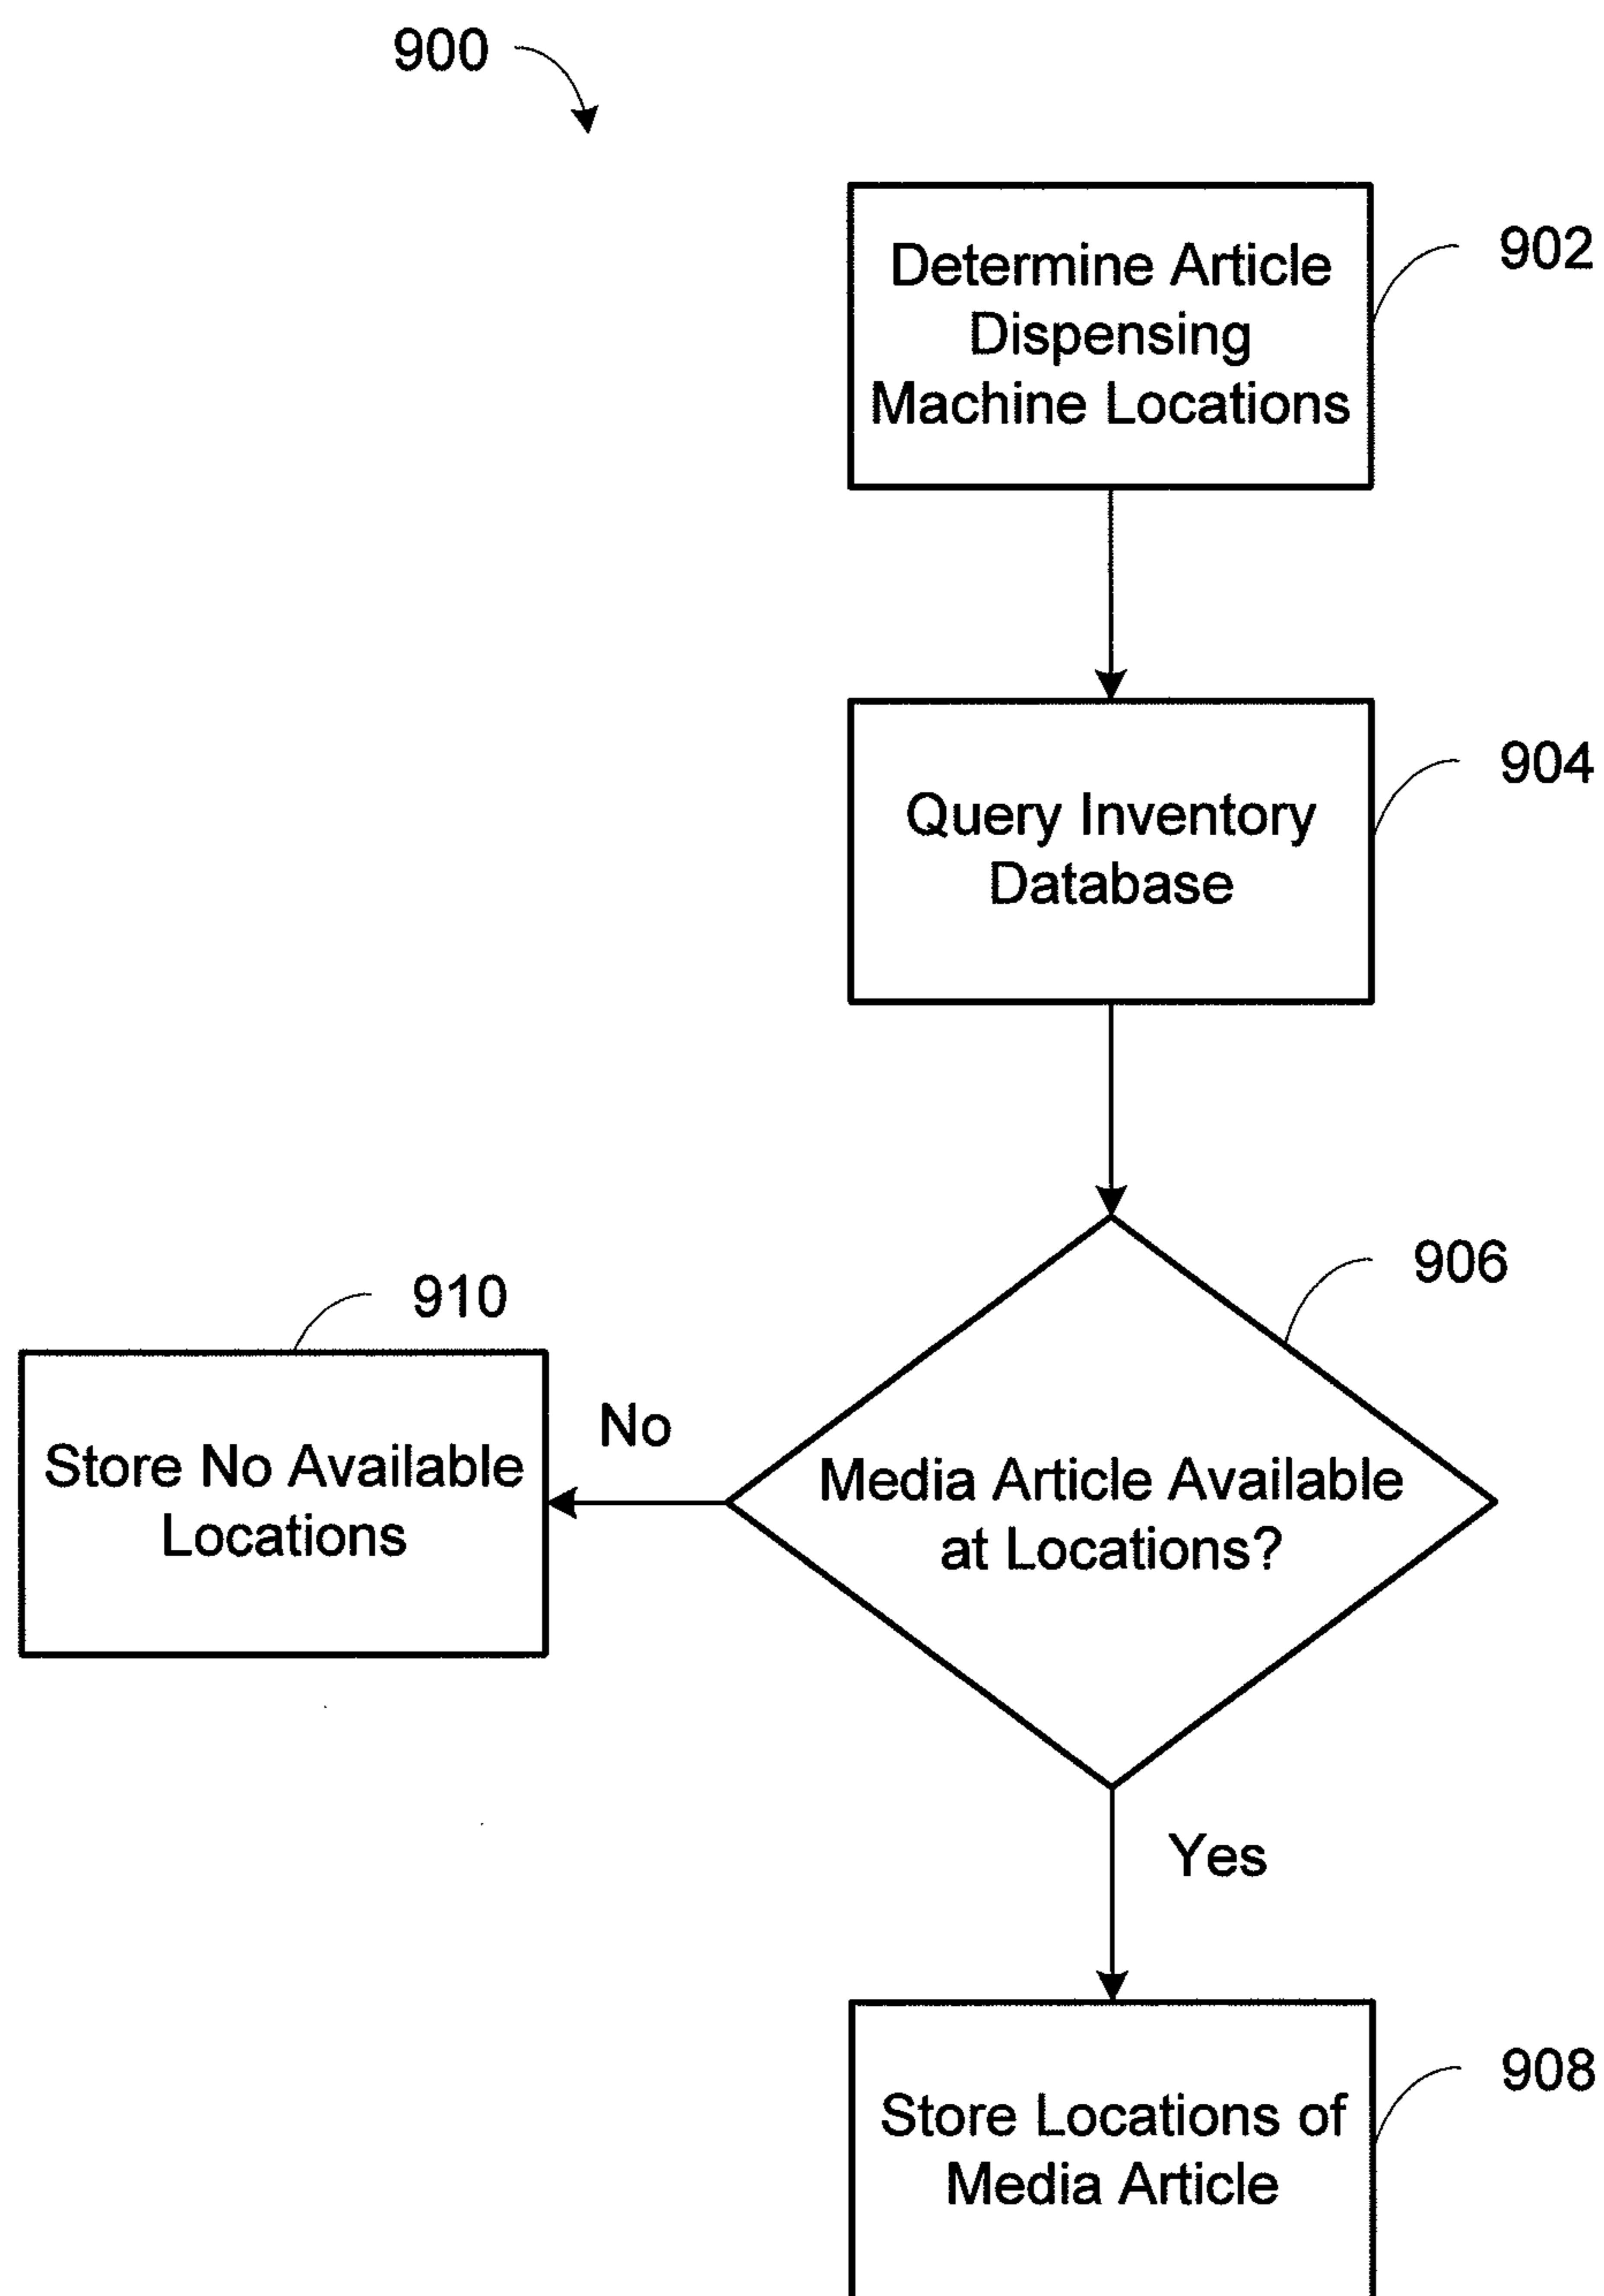 900
Determine Article
Dispensing
Machine Locations
902
Query Inventory
Database
904
906
910
Media Article Available
at Locations?
No
Store No Available
Locations
Yes
Store Locations of
Media Article
908